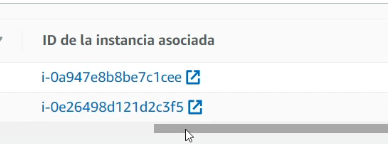 ID de la instancia asociada
i-0a947e8b8be7c1cee
i-0e26498d121d2c3f5